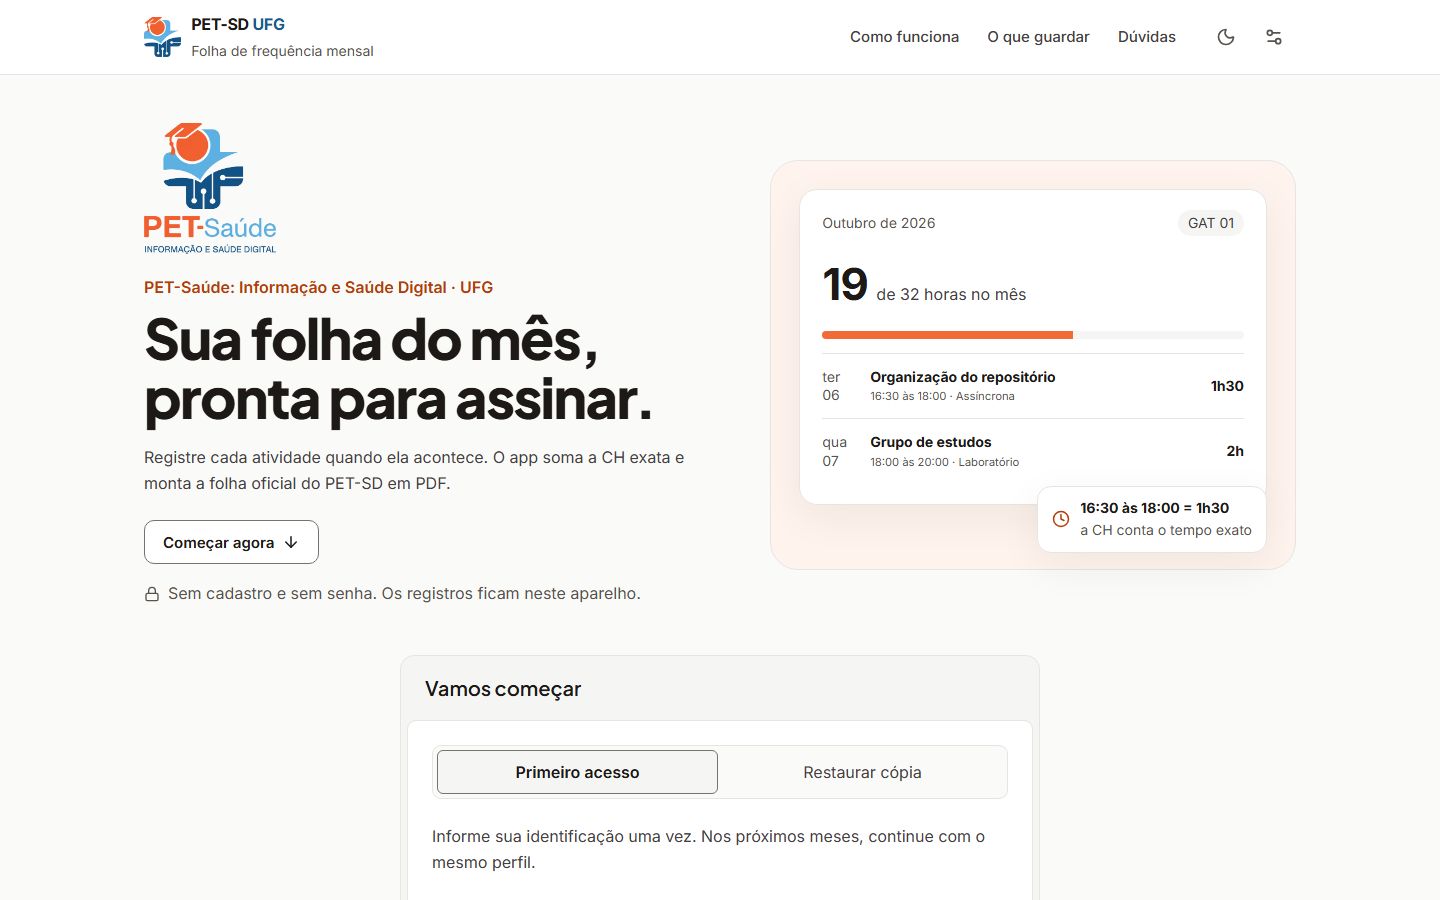 PET-SD UFG
Folha de frequência mensal
Como funciona
O que guardar
Dúvidas
PET-Saúde
INFORMAÇÃO E SAÚDE DIGITAL
PET-Saúde: Informação e Saúde Digital · UFG
Sua folha do mês,
pronta para assinar.
Registre cada atividade quando ela acontece. O app soma a CH exata e
monta a folha oficial do PET-SD em PDF.
Começar agora
Sem cadastro e sem senha. Os registros ficam neste aparelho.
Outubro de 2026
GAT 01
19 de 32 horas no mês
ter
06
Organização do repositório
16:30 às 18:00 · Assíncrona
1h30
qua
07
Grupo de estudos
18:00 às 20:00 · Laboratório
2h
16:30 às 18:00 = 1h30
a CH conta o tempo exato
Vamos começar
Primeiro acesso
Restaurar cópia
Informe sua identificação uma vez. Nos próximos meses, continue com o
mesmo perfil.